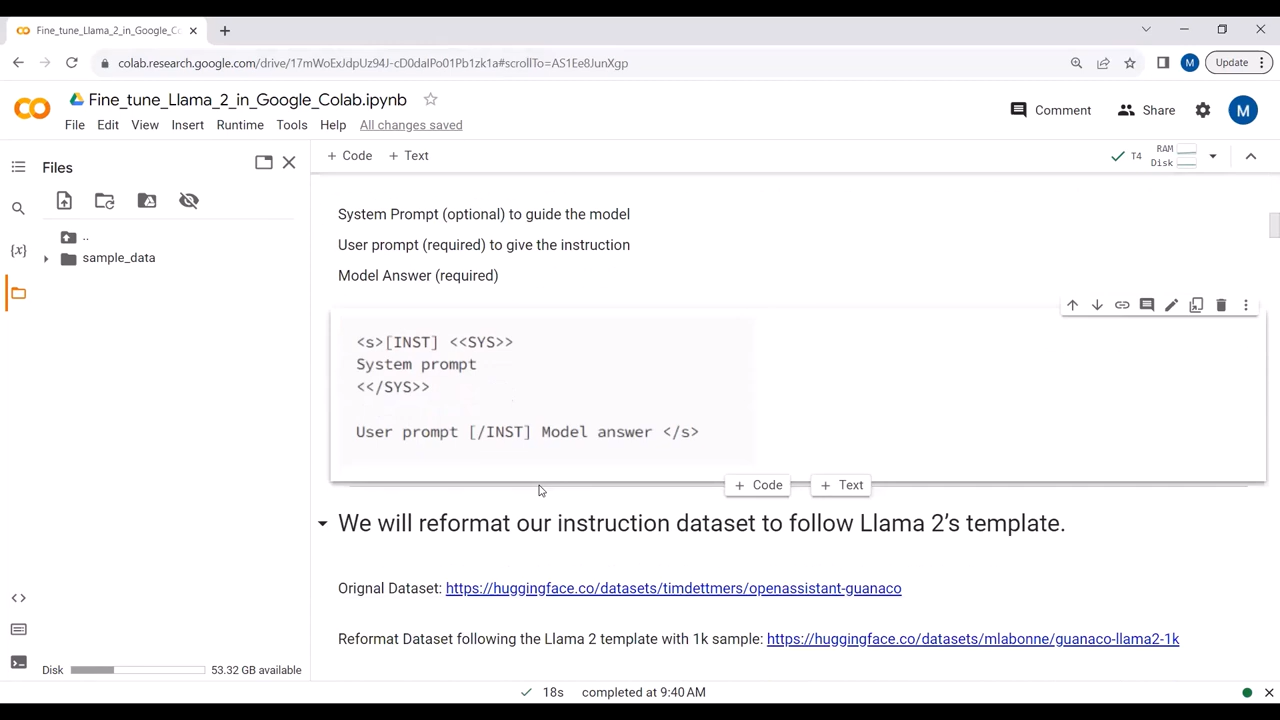 Fine_tune_Llama_2_in_Google_Co
colab.research.google.com/drive/17mWoExJdpUz94J-cD0daIPo01Pb1zk1a#scrollTo=AS1Ee8JunXgp
M
Update
CO
Fine_tune_Llama_2_in_Google_Colab.ipynb
Comment
Share
M
File Edit View Insert Runtime Tools Help All changes saved
Files
+ Code + Text
T4
RAM
Disk
..
sample_data
{x}
System Prompt (optional) to guide the model
User prompt (required) to give the instruction
Model Answer (required)
<s>[INST] <<SYS>>
System prompt
<</SYS>>
User prompt [/INST] Model answer </s>
+ Code + Text
We will reformat our instruction dataset to follow Llama 2’s template.
Orignal Dataset: https://huggingface.co/datasets/timdettmers/openassistant-guanaco
Reformat Dataset following the Llama 2 template with 1k sample: https://huggingface.co/datasets/mlabonne/guanaco-llama2-1k
Disk 53.32 GB available
18s completed at 9:40 AM